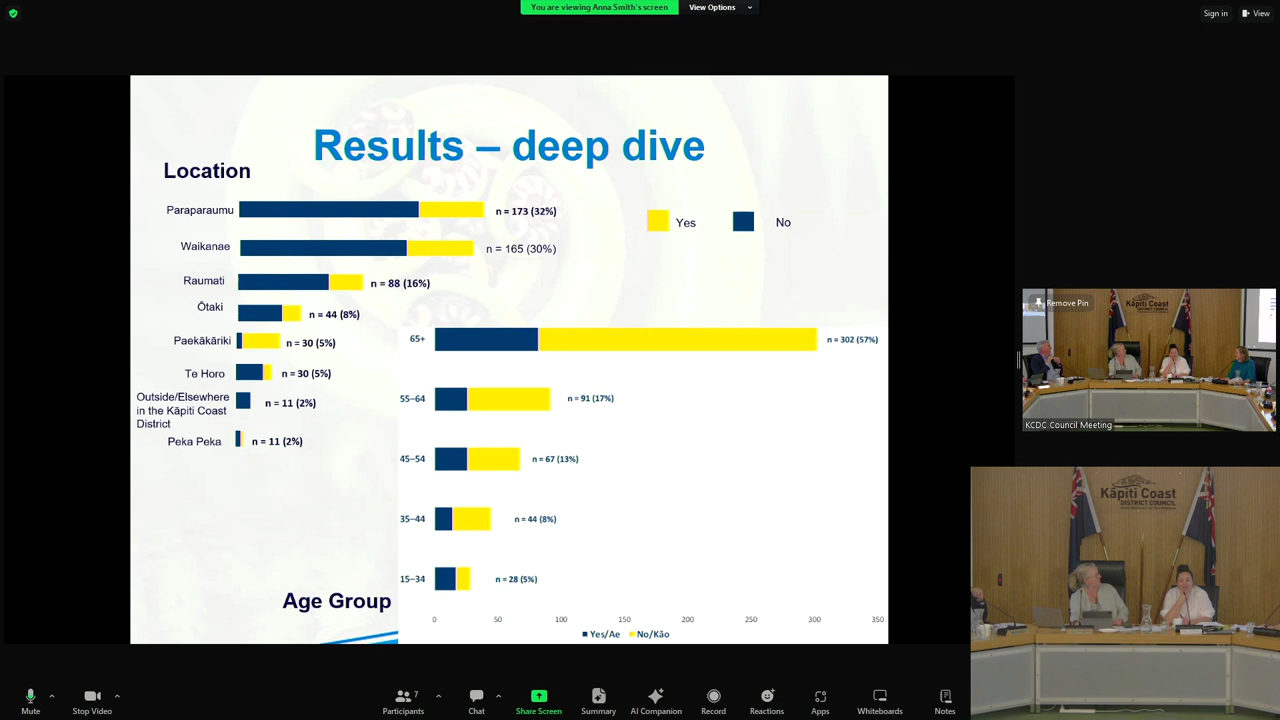 You are viewing Anna Smith's screen
View Options
Sign in
View
Results – deep dive
Location
Paraparaumu
n = 173 (32%)
Yes
No
Waikanae
n = 165 (30%)
Raumati
n = 88 (16%)
Ōtaki
n = 44 (8%)
Paekākāriki
n = 30 (5%)
Te Horo
n = 30 (5%)
Outside/Elsewhere
in the Kāpiti Coast
District
n = 11 (2%)
Peka Peka
n = 11 (2%)
65+
n = 302 (57%)
55–64
n = 91 (17%)
45–54
n = 67 (13%)
35–44
n = 44 (8%)
15–34
n = 28 (5%)
Age Group
0
50
100
150
200
250
300
350
Yes/Ae
No/Kāo
Remove Pin
Kāpiti Coast
DISTRICT COUNCIL
KCDC Council Meeting
Kāpiti Coast
DISTRICT COUNCIL
Mute
Stop Video
7
Participants
Chat
Share Screen
Summary
AI Companion
Record
Reactions
Apps
Whiteboards
Notes